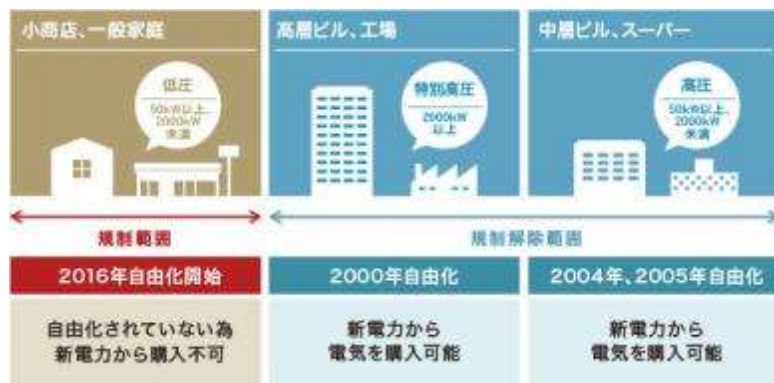 小商店、一般家庭
低圧
50kW以上、
2000kW
未満
高層ビル、工場
特別高圧
2000kW
以上
中層ビル、スーパー
高圧
50kW以上、
2000kW
未満
規制範囲
規制解除範囲
2016年自由化開始
2000年自由化
2004年、2005年自由化
自由化されていない為
新電力から購入不可
新電力から
電気を購入可能
新電力から
電気を購入可能